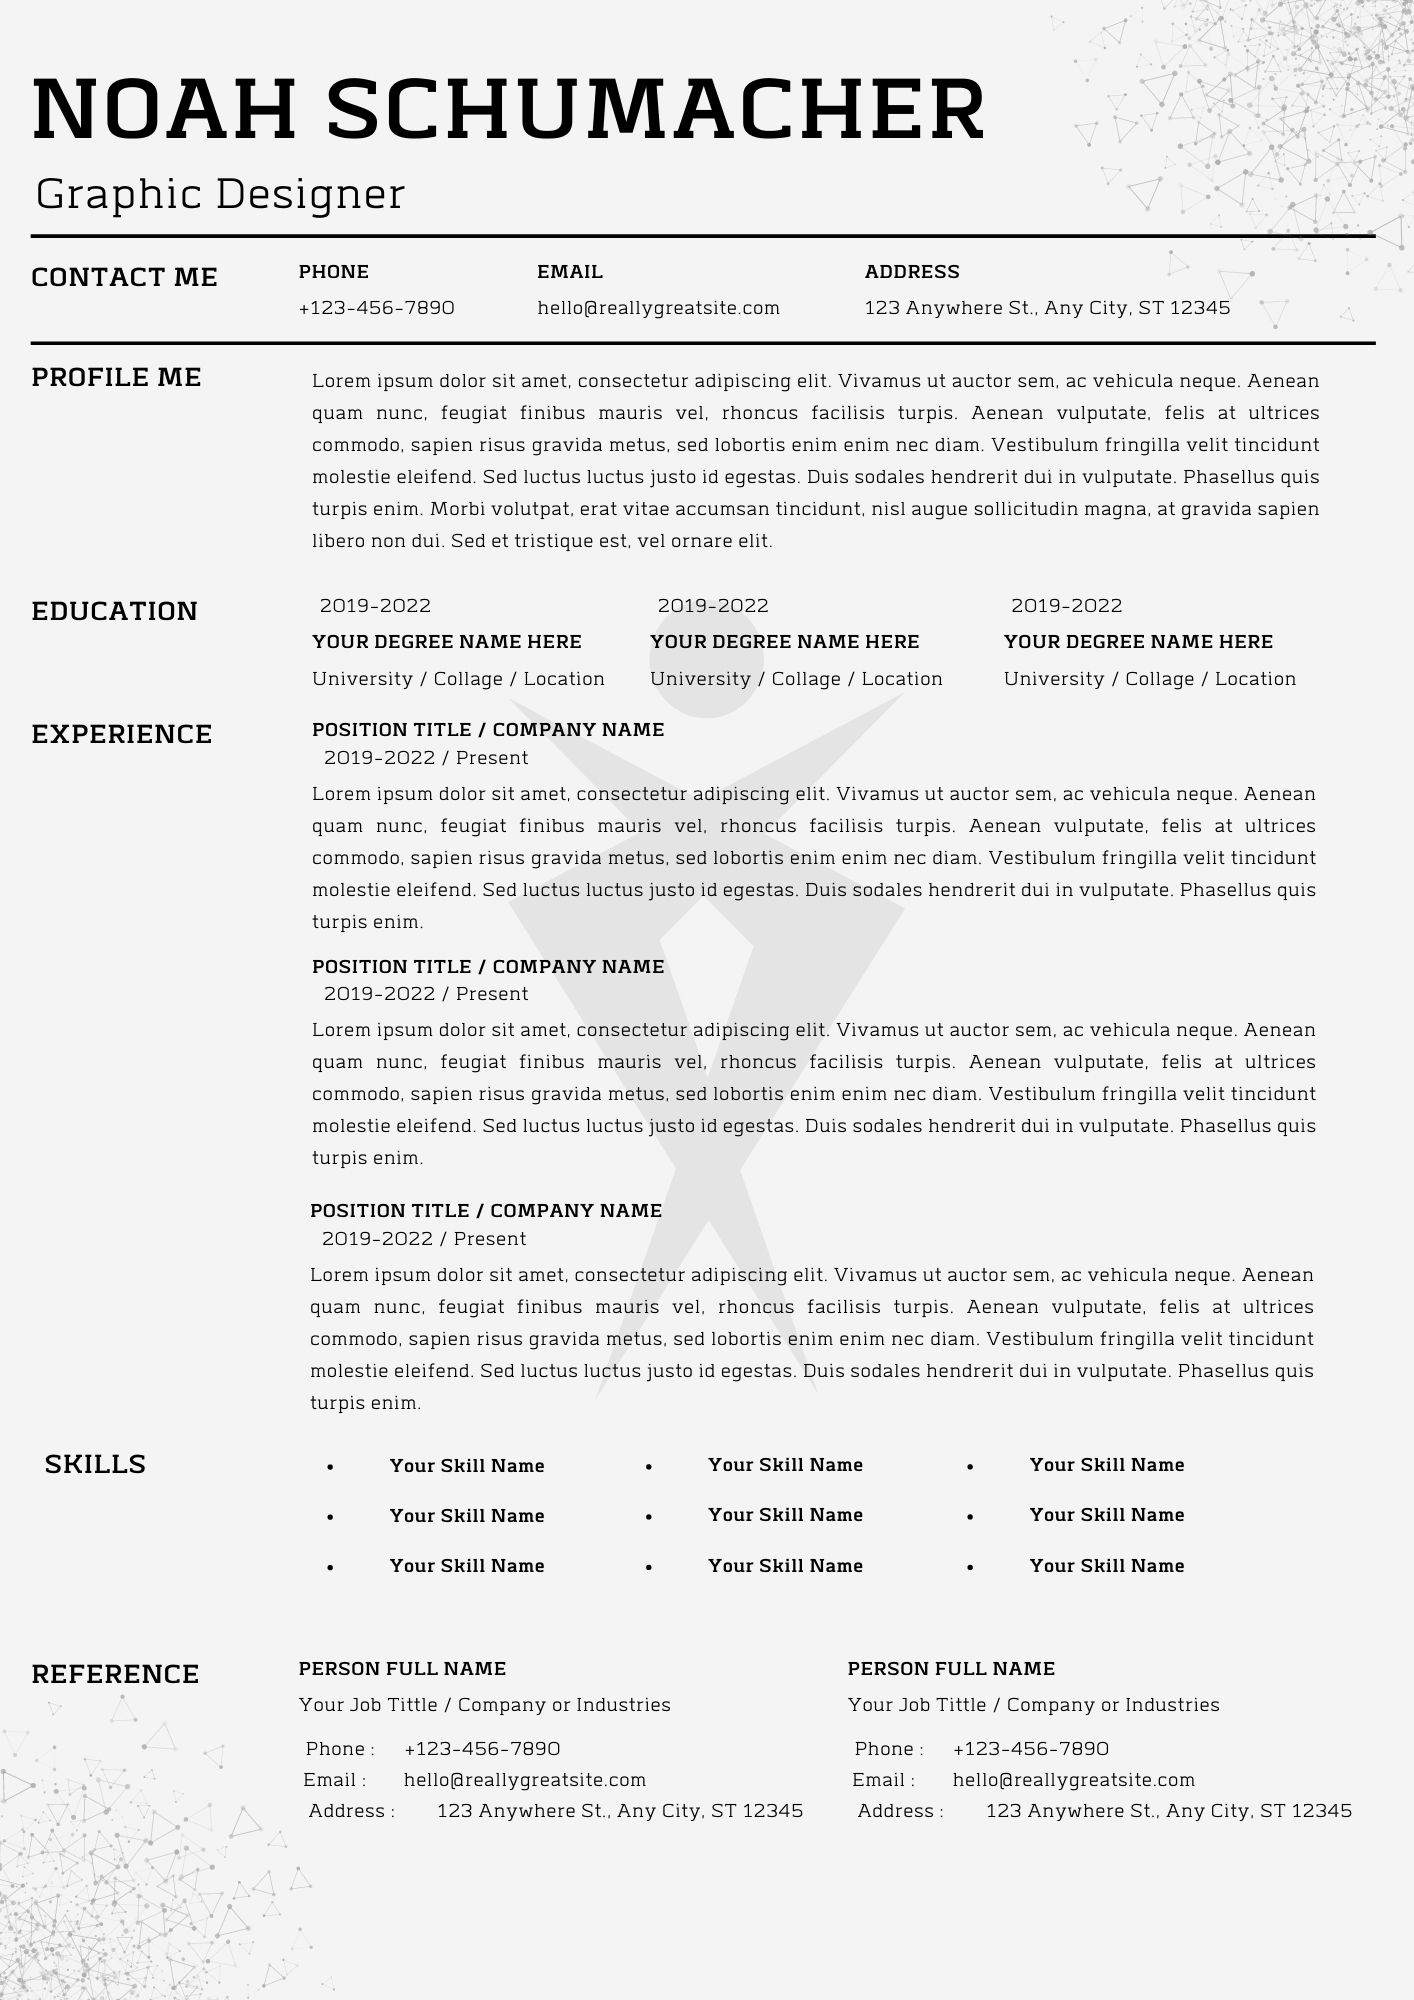 NOAH SCHUMACHER
Graphic Designer
CONTACT ME
PHONE
+123-456-7890
EMAIL
hello@reallygreatsite.com
ADDRESS
123 Anywhere St., Any City, ST 12345
PROFILE ME
Lorem ipsum dolor sit amet, consectetur adipiscing elit. Vivamus ut auctor sem, ac vehicula neque. Aenean
quam nunc, feugiat finibus mauris vel, rhoncus facilisis turpis. Aenean vulputate, felis at ultrices
commodo, sapien risus gravida metus, sed lobortis enim enim nec diam. Vestibulum fringilla velit tincidunt
molestie eleifend. Sed luctus luctus justo id egestas. Duis sodales hendrerit dui in vulputate. Phasellus quis
turpis enim. Morbi volutpat, erat vitae accumsan tincidunt, nisl augue sollicitudin magna, at gravida sapien
libero non dui. Sed et tristique est, vel ornare elit.
EDUCATION
2019-2022
YOUR DEGREE NAME HERE
University / Collage / Location
2019-2022
YOUR DEGREE NAME HERE
University / Collage / Location
2019-2022
YOUR DEGREE NAME HERE
University / Collage / Location
EXPERIENCE
POSITION TITLE / COMPANY NAME
2019-2022 / Present
Lorem ipsum dolor sit amet, consectetur adipiscing elit. Vivamus ut auctor sem, ac vehicula neque. Aenean
quam nunc, feugiat finibus mauris vel, rhoncus facilisis turpis. Aenean vulputate, felis at ultrices
commodo, sapien risus gravida metus, sed lobortis enim enim nec diam. Vestibulum fringilla velit tincidunt
molestie eleifend. Sed luctus luctus justo id egestas. Duis sodales hendrerit dui in vulputate. Phasellus quis
turpis enim.
POSITION TITLE / COMPANY NAME
2019-2022 / Present
Lorem ipsum dolor sit amet, consectetur adipiscing elit. Vivamus ut auctor sem, ac vehicula neque. Aenean
quam nunc, feugiat finibus mauris vel, rhoncus facilisis turpis. Aenean vulputate, felis at ultrices
commodo, sapien risus gravida metus, sed lobortis enim enim nec diam. Vestibulum fringilla velit tincidunt
molestie eleifend. Sed luctus luctus justo id egestas. Duis sodales hendrerit dui in vulputate. Phasellus quis
turpis enim.
POSITION TITLE / COMPANY NAME
2019-2022 / Present
Lorem ipsum dolor sit amet, consectetur adipiscing elit. Vivamus ut auctor sem, ac vehicula neque. Aenean
quam nunc, feugiat finibus mauris vel, rhoncus facilisis turpis. Aenean vulputate, felis at ultrices
commodo, sapien risus gravida metus, sed lobortis enim enim nec diam. Vestibulum fringilla velit tincidunt
molestie eleifend. Sed luctus luctus justo id egestas. Duis sodales hendrerit dui in vulputate. Phasellus quis
turpis enim.
SKILLS
• Your Skill Name
• Your Skill Name
• Your Skill Name
• Your Skill Name
• Your Skill Name
• Your Skill Name
• Your Skill Name
• Your Skill Name
• Your Skill Name
REFERENCE
PERSON FULL NAME
Your Job Tittle / Company or Industries
Phone : +123-456-7890
Email : hello@reallygreatsite.com
Address : 123 Anywhere St., Any City, ST 12345
PERSON FULL NAME
Your Job Tittle / Company or Industries
Phone : +123-456-7890
Email : hello@reallygreatsite.com
Address : 123 Anywhere St., Any City, ST 12345